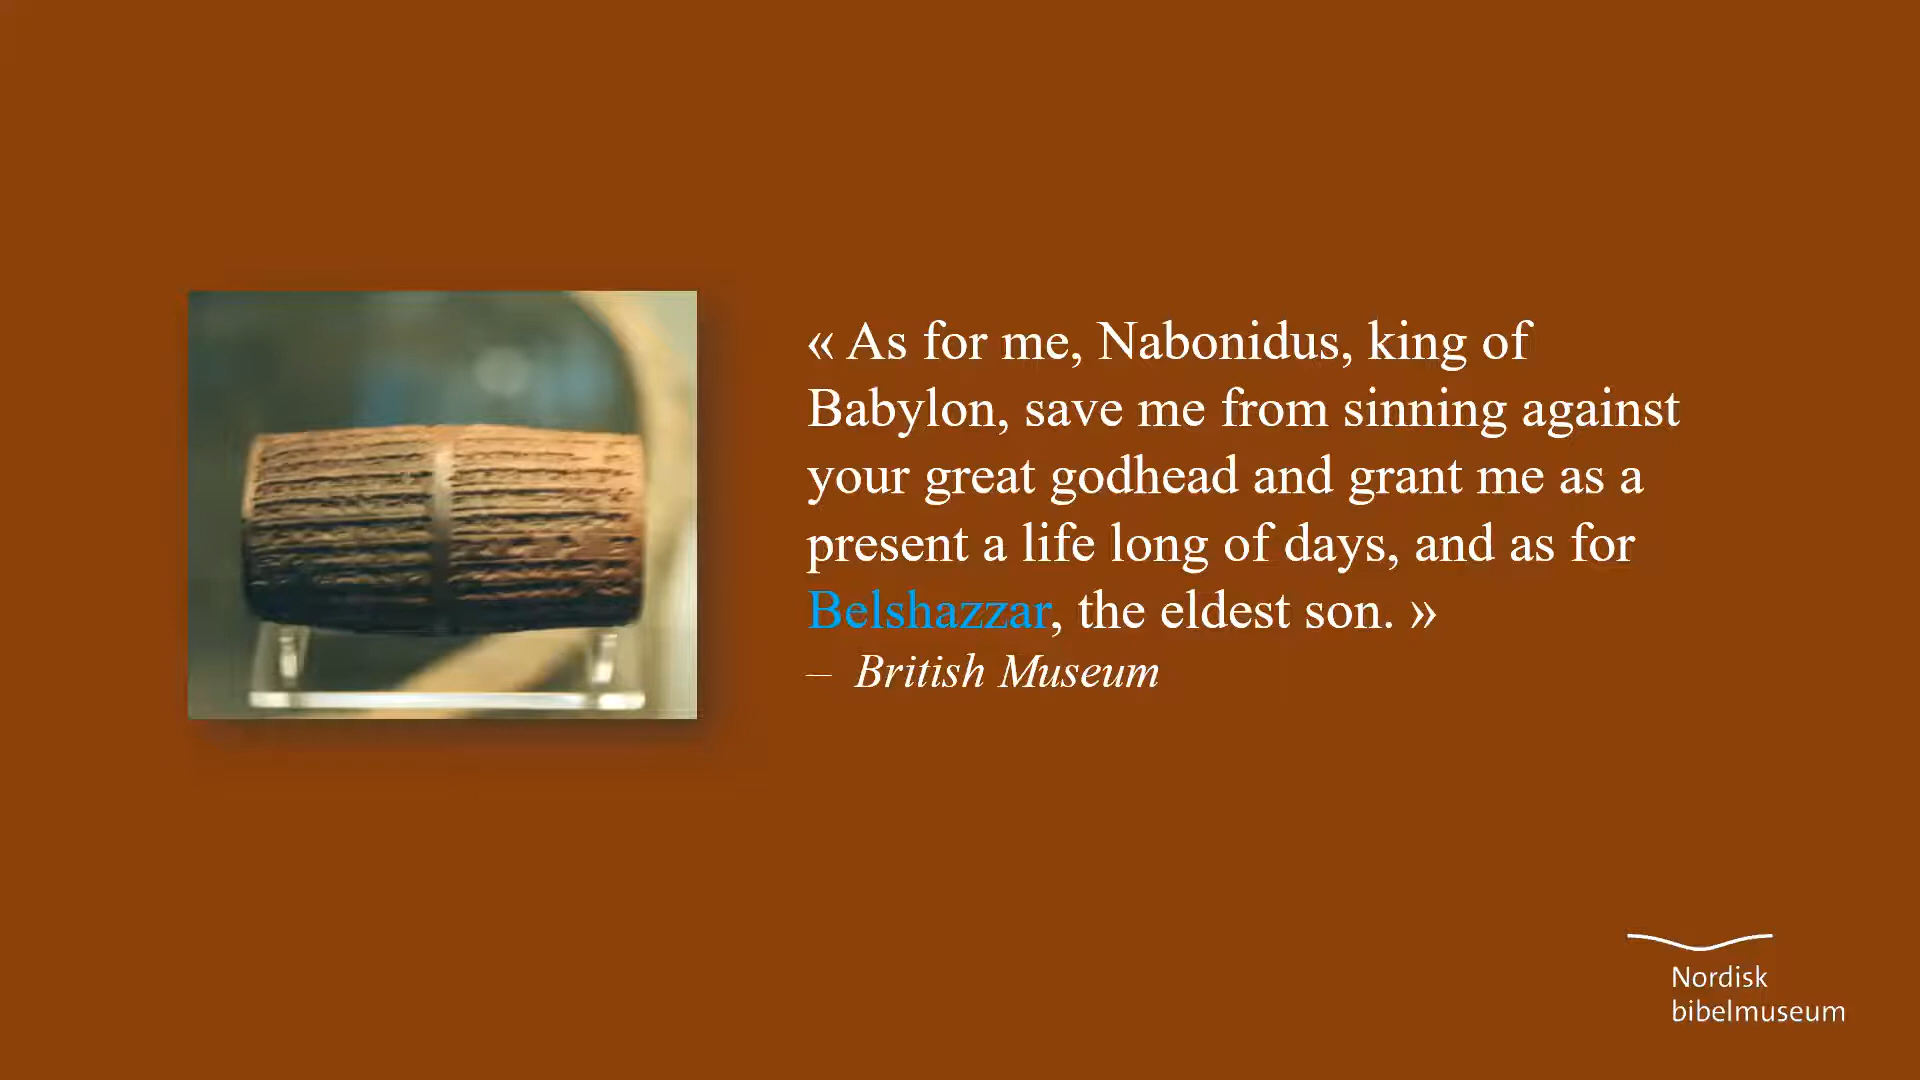 « As for me, Nabonidus, king of
Babylon, save me from sinning against
your great godhead and grant me as a
present a life long of days, and as for
Belshazzar, the eldest son. »
– British Museum
Nordisk
bibelmuseum